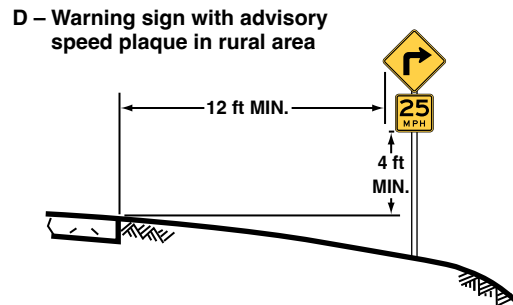 D – Warning sign with advisory
speed plaque in rural area
12 ft MIN.
25
MPH
4 ft
MIN.